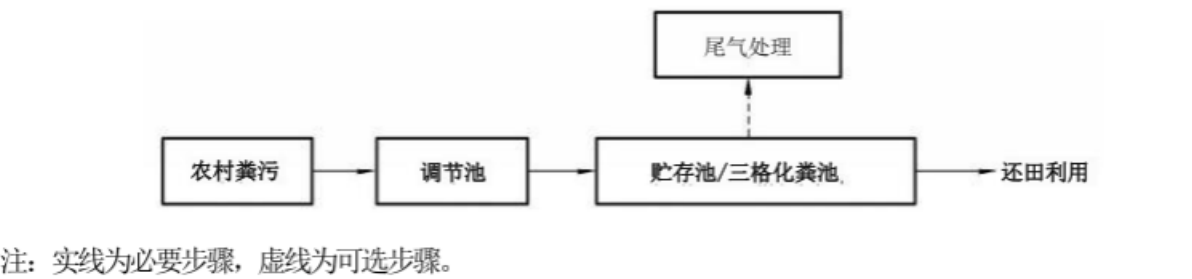 尾气处理
农村粪污
调节池
贮存池/三格化粪池
还田利用
注：实线为必要步骤，虚线为可选步骤。